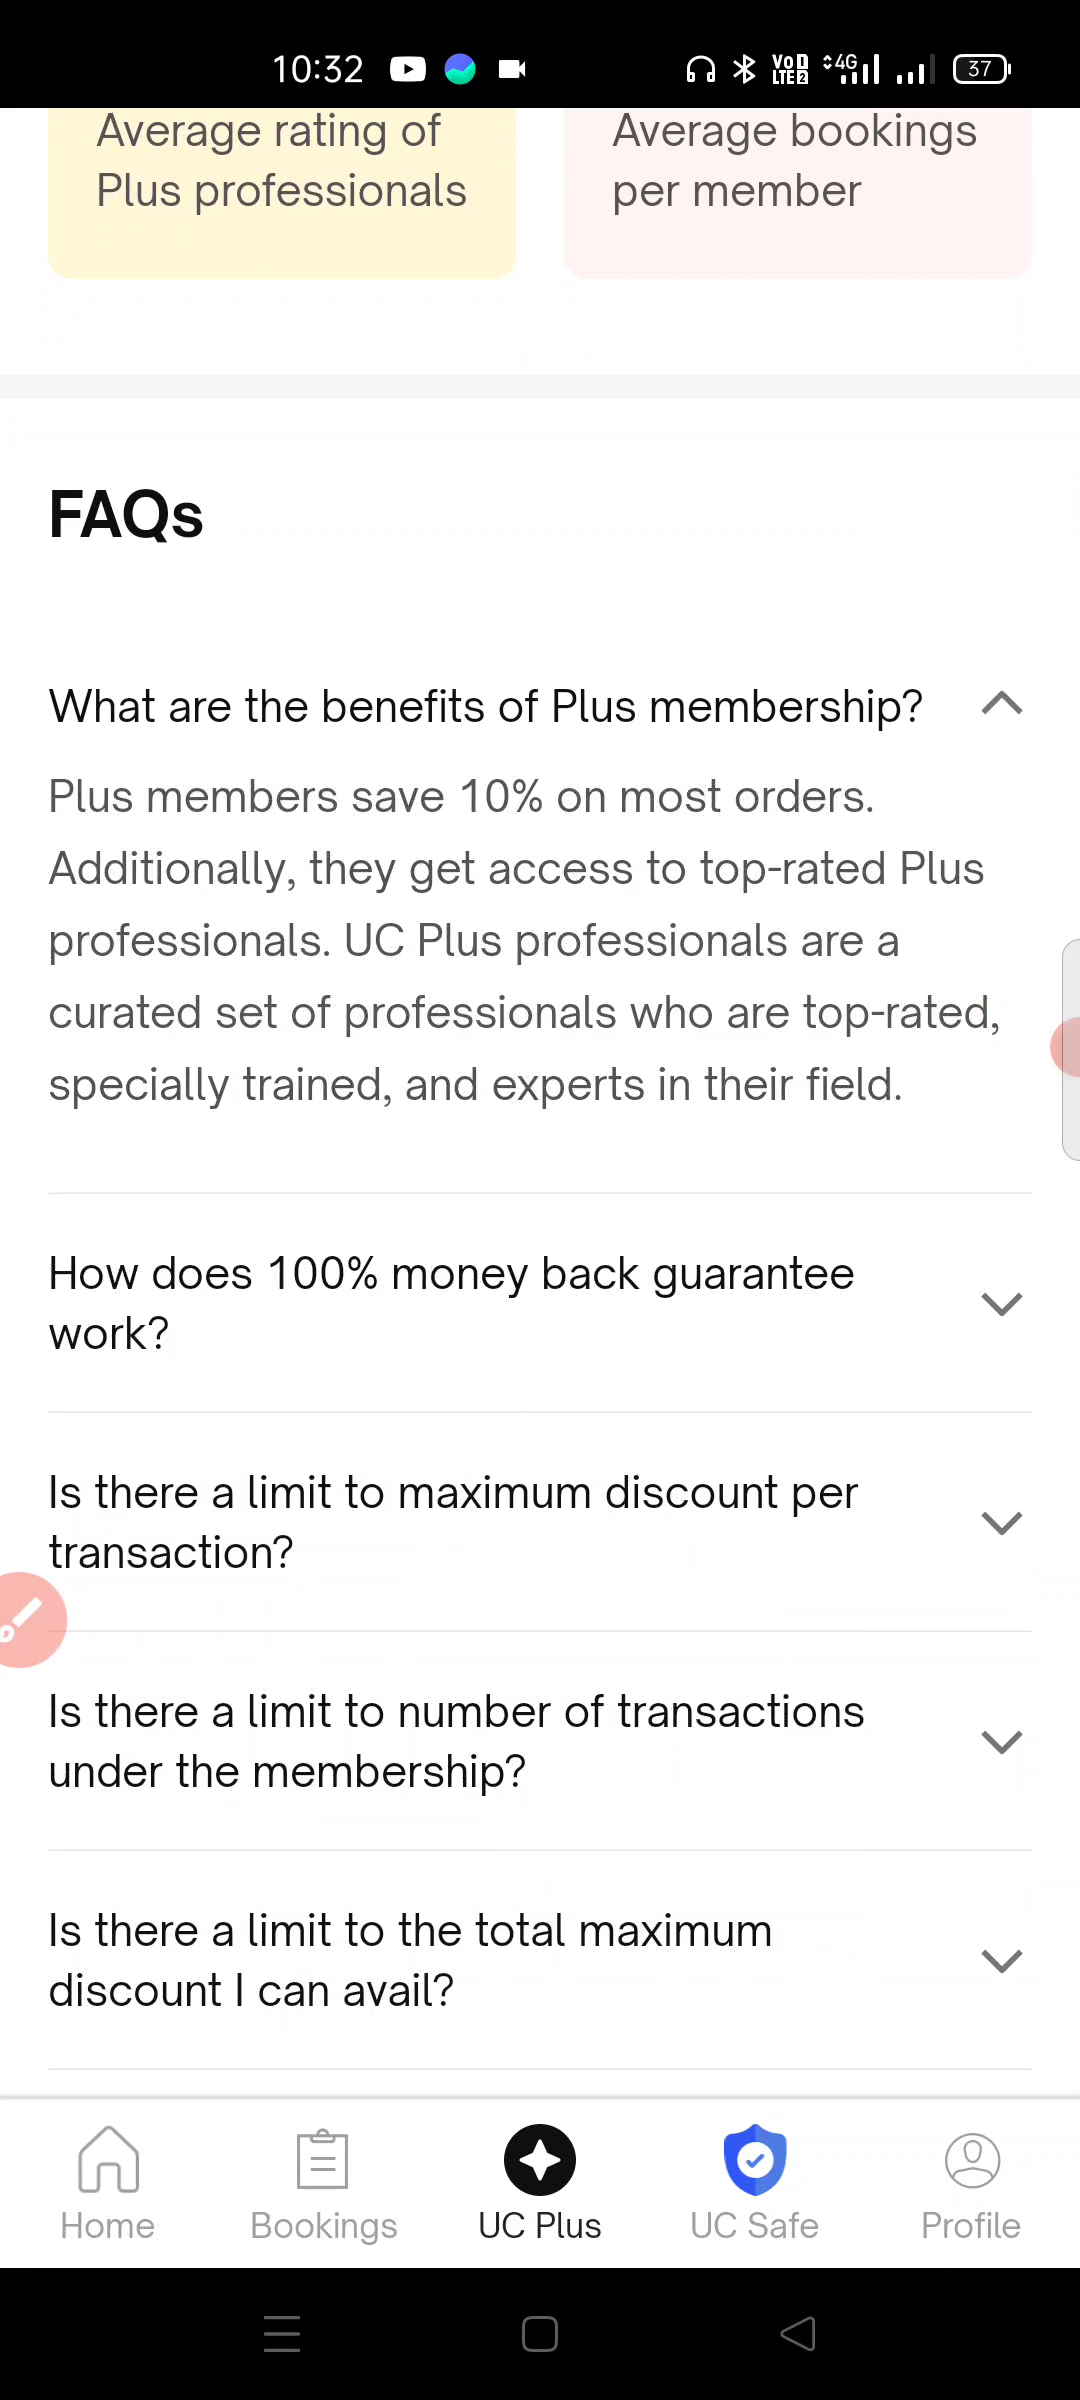 10:32
VoD LTE 2 4G 37
Average rating of
Plus professionals
Average bookings
per member
FAQs
What are the benefits of Plus membership?
Plus members save 10% on most orders.
Additionally, they get access to top-rated Plus
professionals. UC Plus professionals are a
curated set of professionals who are top-rated,
specially trained, and experts in their field.
How does 100% money back guarantee
work?
Is there a limit to maximum discount per
transaction?
Is there a limit to number of transactions
under the membership?
Is there a limit to the total maximum
discount I can avail?
Home
Bookings
UC Plus
UC Safe
Profile